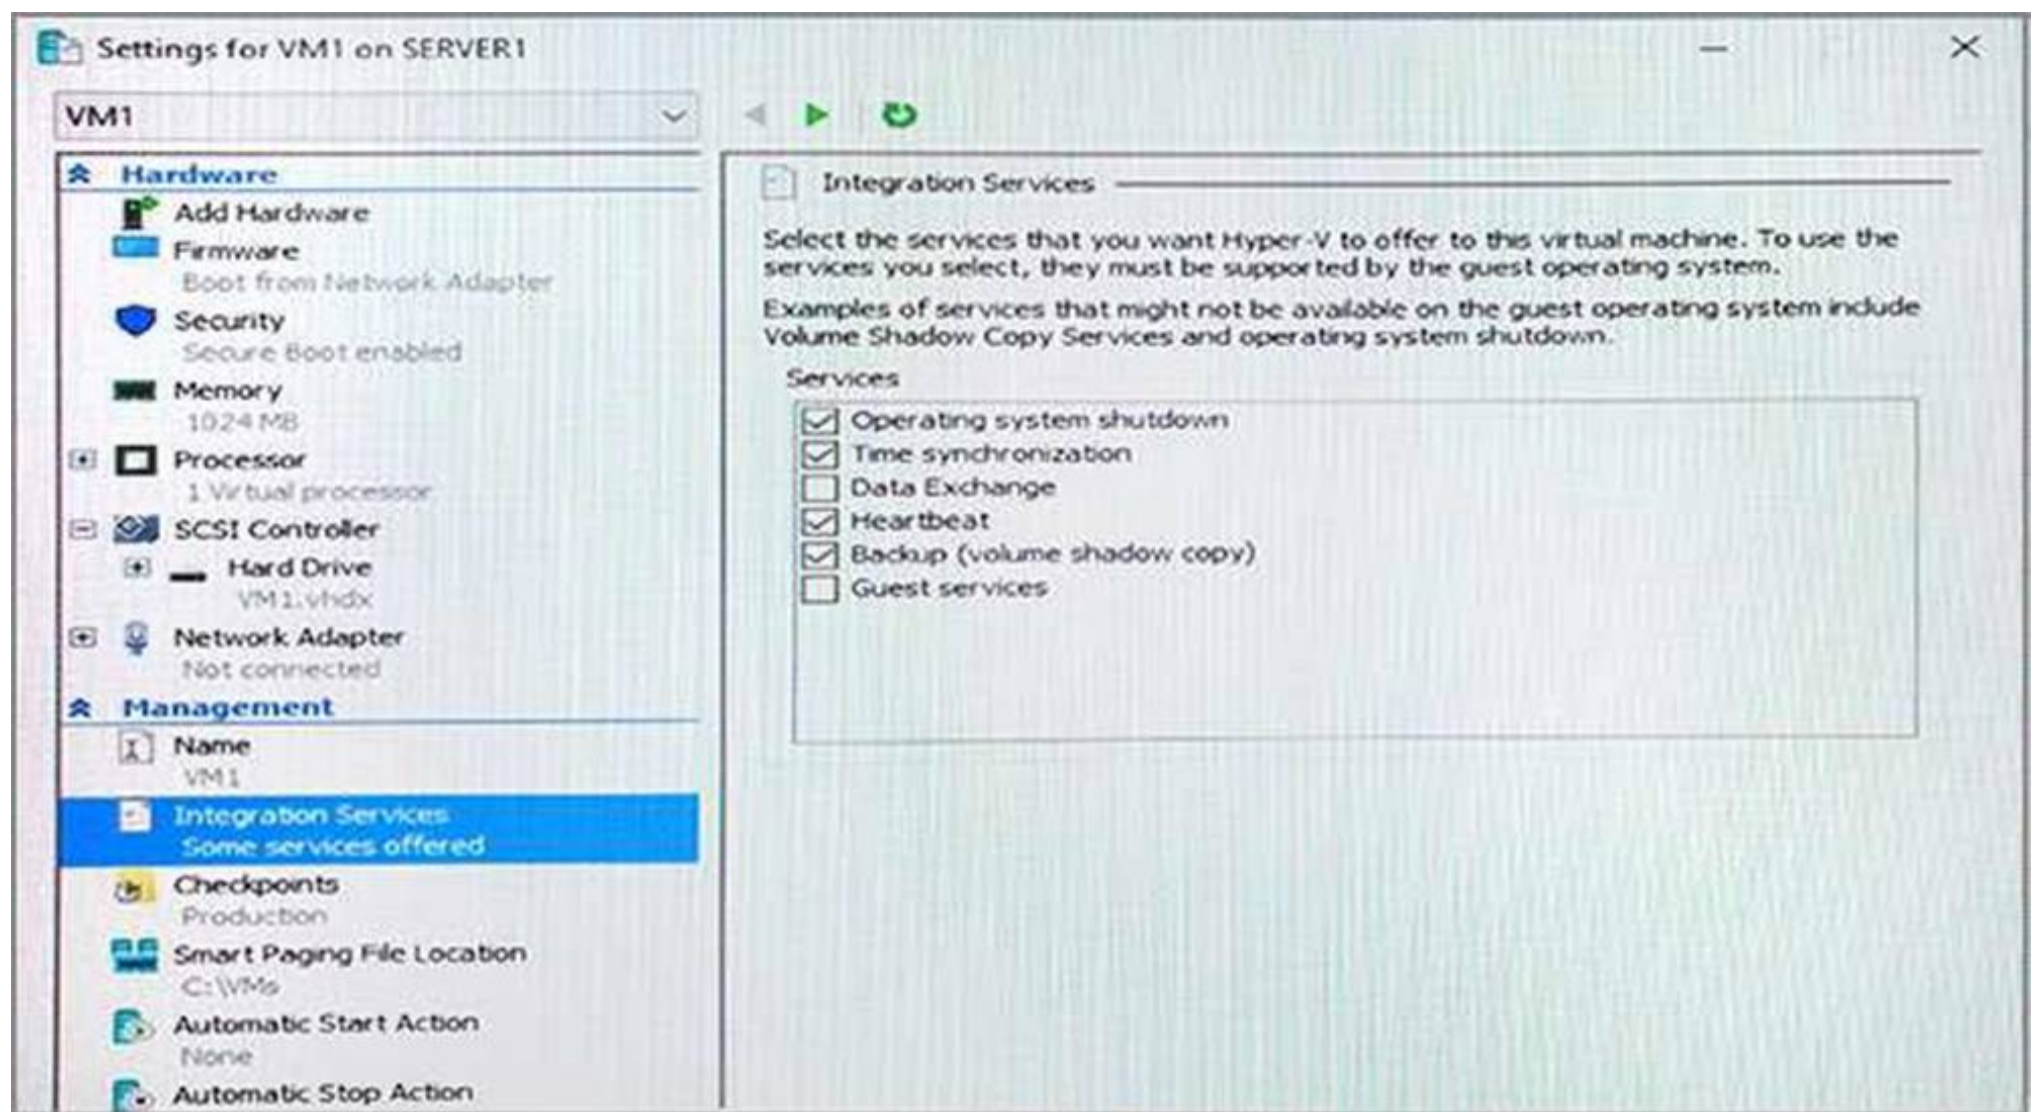 Settings for VM1 on SERVER1
VM1
Hardware
Add Hardware
Firmware
Boot from Network Adapter
Security
Secure Boot enabled
Memory
1024 MB
Processor
1 Virtual processor
SCSI Controller
Hard Drive
VM1.vhdx
Network Adapter
Not connected
Management
Name
VM1
Integration Services
Some services offered
Checkpoints
Production
Smart Paging File Location
C:\VMs
Automatic Start Action
None
Automatic Stop Action
Integration Services
Select the services that you want Hyper-V to offer to this virtual machine. To use the
services you select, they must be supported by the guest operating system.
Examples of services that might not be available on the guest operating system include
Volume Shadow Copy Services and operating system shutdown.
Services
Operating system shutdown
Time synchronization
Data Exchange
Heartbeat
Backup (volume shadow copy)
Guest services